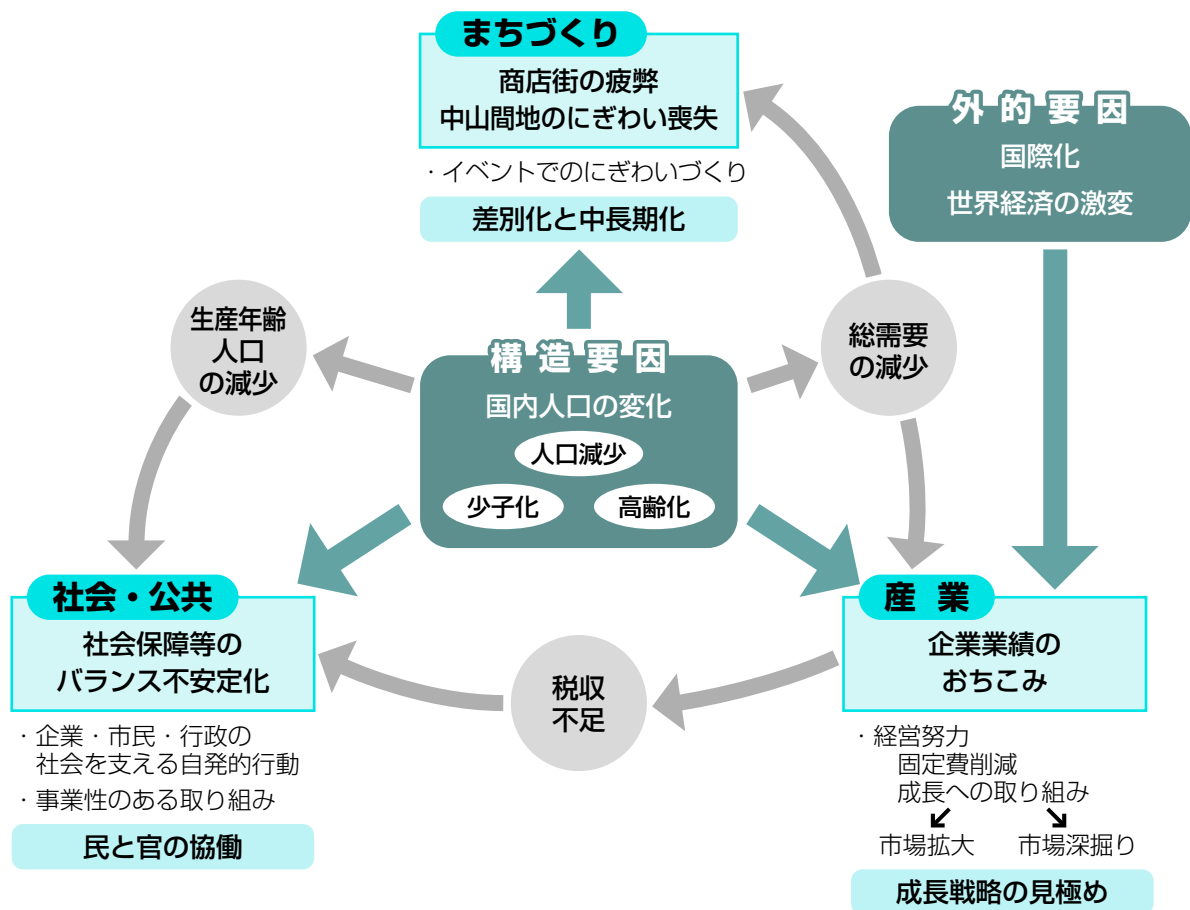 まちづくり
商店街の疲弊
中山間地のにぎわい喪失
・イベントでのにぎわいづくり
差別化と中長期化
外的要因
国際化
世界経済の激変
生産年齢
人口
の減少
構造要因
国内人口の変化
人口減少
少子化
高齢化
総需要
の減少
社会・公共
社会保障等の
バランス不安定化
・企業・市民・行政の
社会を支える自発的行動
・事業性のある取り組み
民と官の協働
税収
不足
産業
企業業績の
おちこみ
・経営努力
固定費削減
成長への取り組み
市場拡大
市場深掘り
成長戦略の見極め